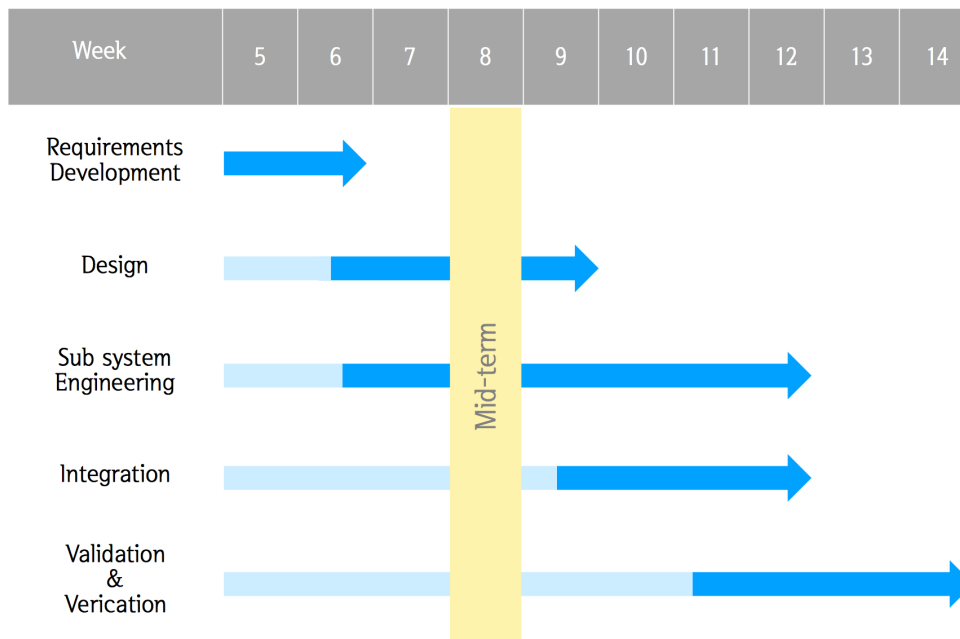 Week 5 6 7 8 9 10 11 12 13 14
Requirements
Development
Design
Sub system
Engineering
Mid-term
Integration
Validation
&
Verication